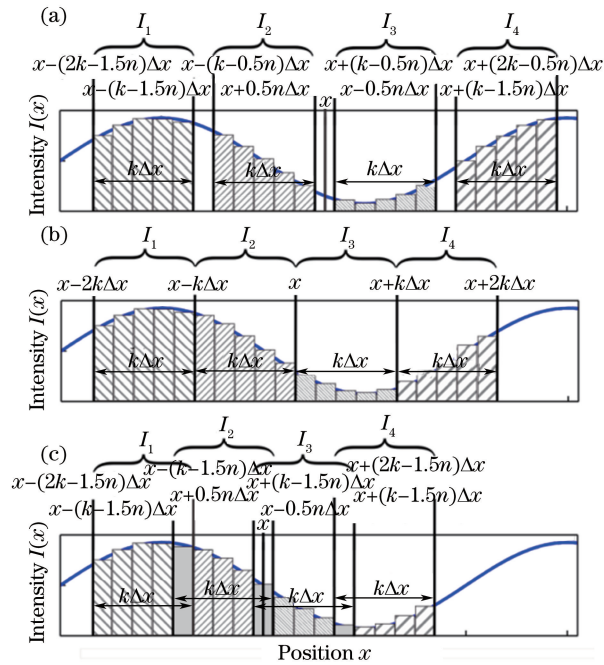 (a)
I₁ I₂ I₃ I₄
x−(2k−1.5n)Δx x−(k−0.5n)Δx x+(k−0.5n)Δx x+(2k−0.5n)Δx
x−(k−1.5n)Δx x+0.5nΔx x x−0.5nΔx x+(k−1.5n)Δx
Intensity I(x)
kΔx kΔx kΔx kΔx
(b)
I₁ I₂ I₃ I₄
x−2kΔx x−kΔx x x+kΔx x+2kΔx
Intensity I(x)
kΔx kΔx kΔx kΔx
(c)
I₁ I₂ I₃ I₄
x−(2k−1.5n)Δx x−(k−1.5n)Δx x+(k−1.5n)Δx x+(2k−1.5n)Δx
x−(k−1.5n)Δx x+0.5nΔx x x−0.5nΔx x+(k−1.5n)Δx
Intensity I(x)
kΔx kΔx kΔx kΔx
Position x